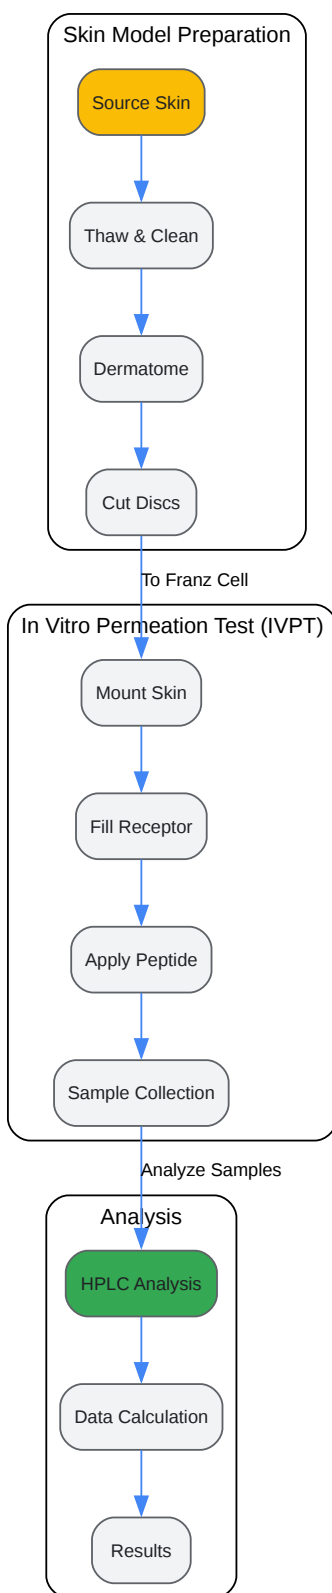 Skin Model Preparation
Source Skin
Thaw & Clean
Dermatome
Cut Discs
To Franz Cell
In Vitro Permeation Test (IVPT)
Mount Skin
Fill Receptor
Apply Peptide
Sample Collection
Analyze Samples
Analysis
HPLC Analysis
Data Calculation
Results